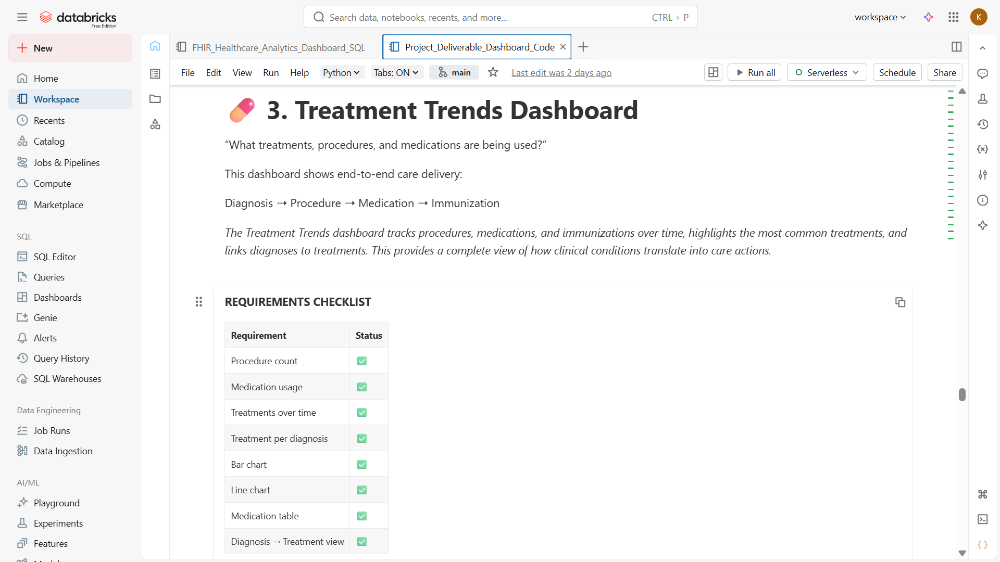 databricks
Free Edition
Search data, notebooks, recents, and more...
CTRL + P
workspace
K
New
Home
Workspace
Recents
Catalog
Jobs & Pipelines
Compute
Marketplace
SQL
SQL Editor
Queries
Dashboards
Genie
Alerts
Query History
SQL Warehouses
Data Engineering
Job Runs
Data Ingestion
AI/ML
Playground
Experiments
Features
FHIR_Healthcare_Analytics_Dashboard_SQL
Project_Deliverable_Dashboard_Code
File
Edit
View
Run
Help
Python
Tabs: ON
main
Last edit was 2 days ago
Run all
Serverless
Schedule
Share
3. Treatment Trends Dashboard
“What treatments, procedures, and medications are being used?”
This dashboard shows end-to-end care delivery:
Diagnosis → Procedure → Medication → Immunization
The Treatment Trends dashboard tracks procedures, medications, and immunizations over time, highlights the most common treatments, and
links diagnoses to treatments. This provides a complete view of how clinical conditions translate into care actions.
REQUIREMENTS CHECKLIST
Requirement Status
Procedure count ✅
Medication usage ✅
Treatments over time ✅
Treatment per diagnosis ✅
Bar chart ✅
Line chart ✅
Medication table ✅
Diagnosis → Treatment view ✅